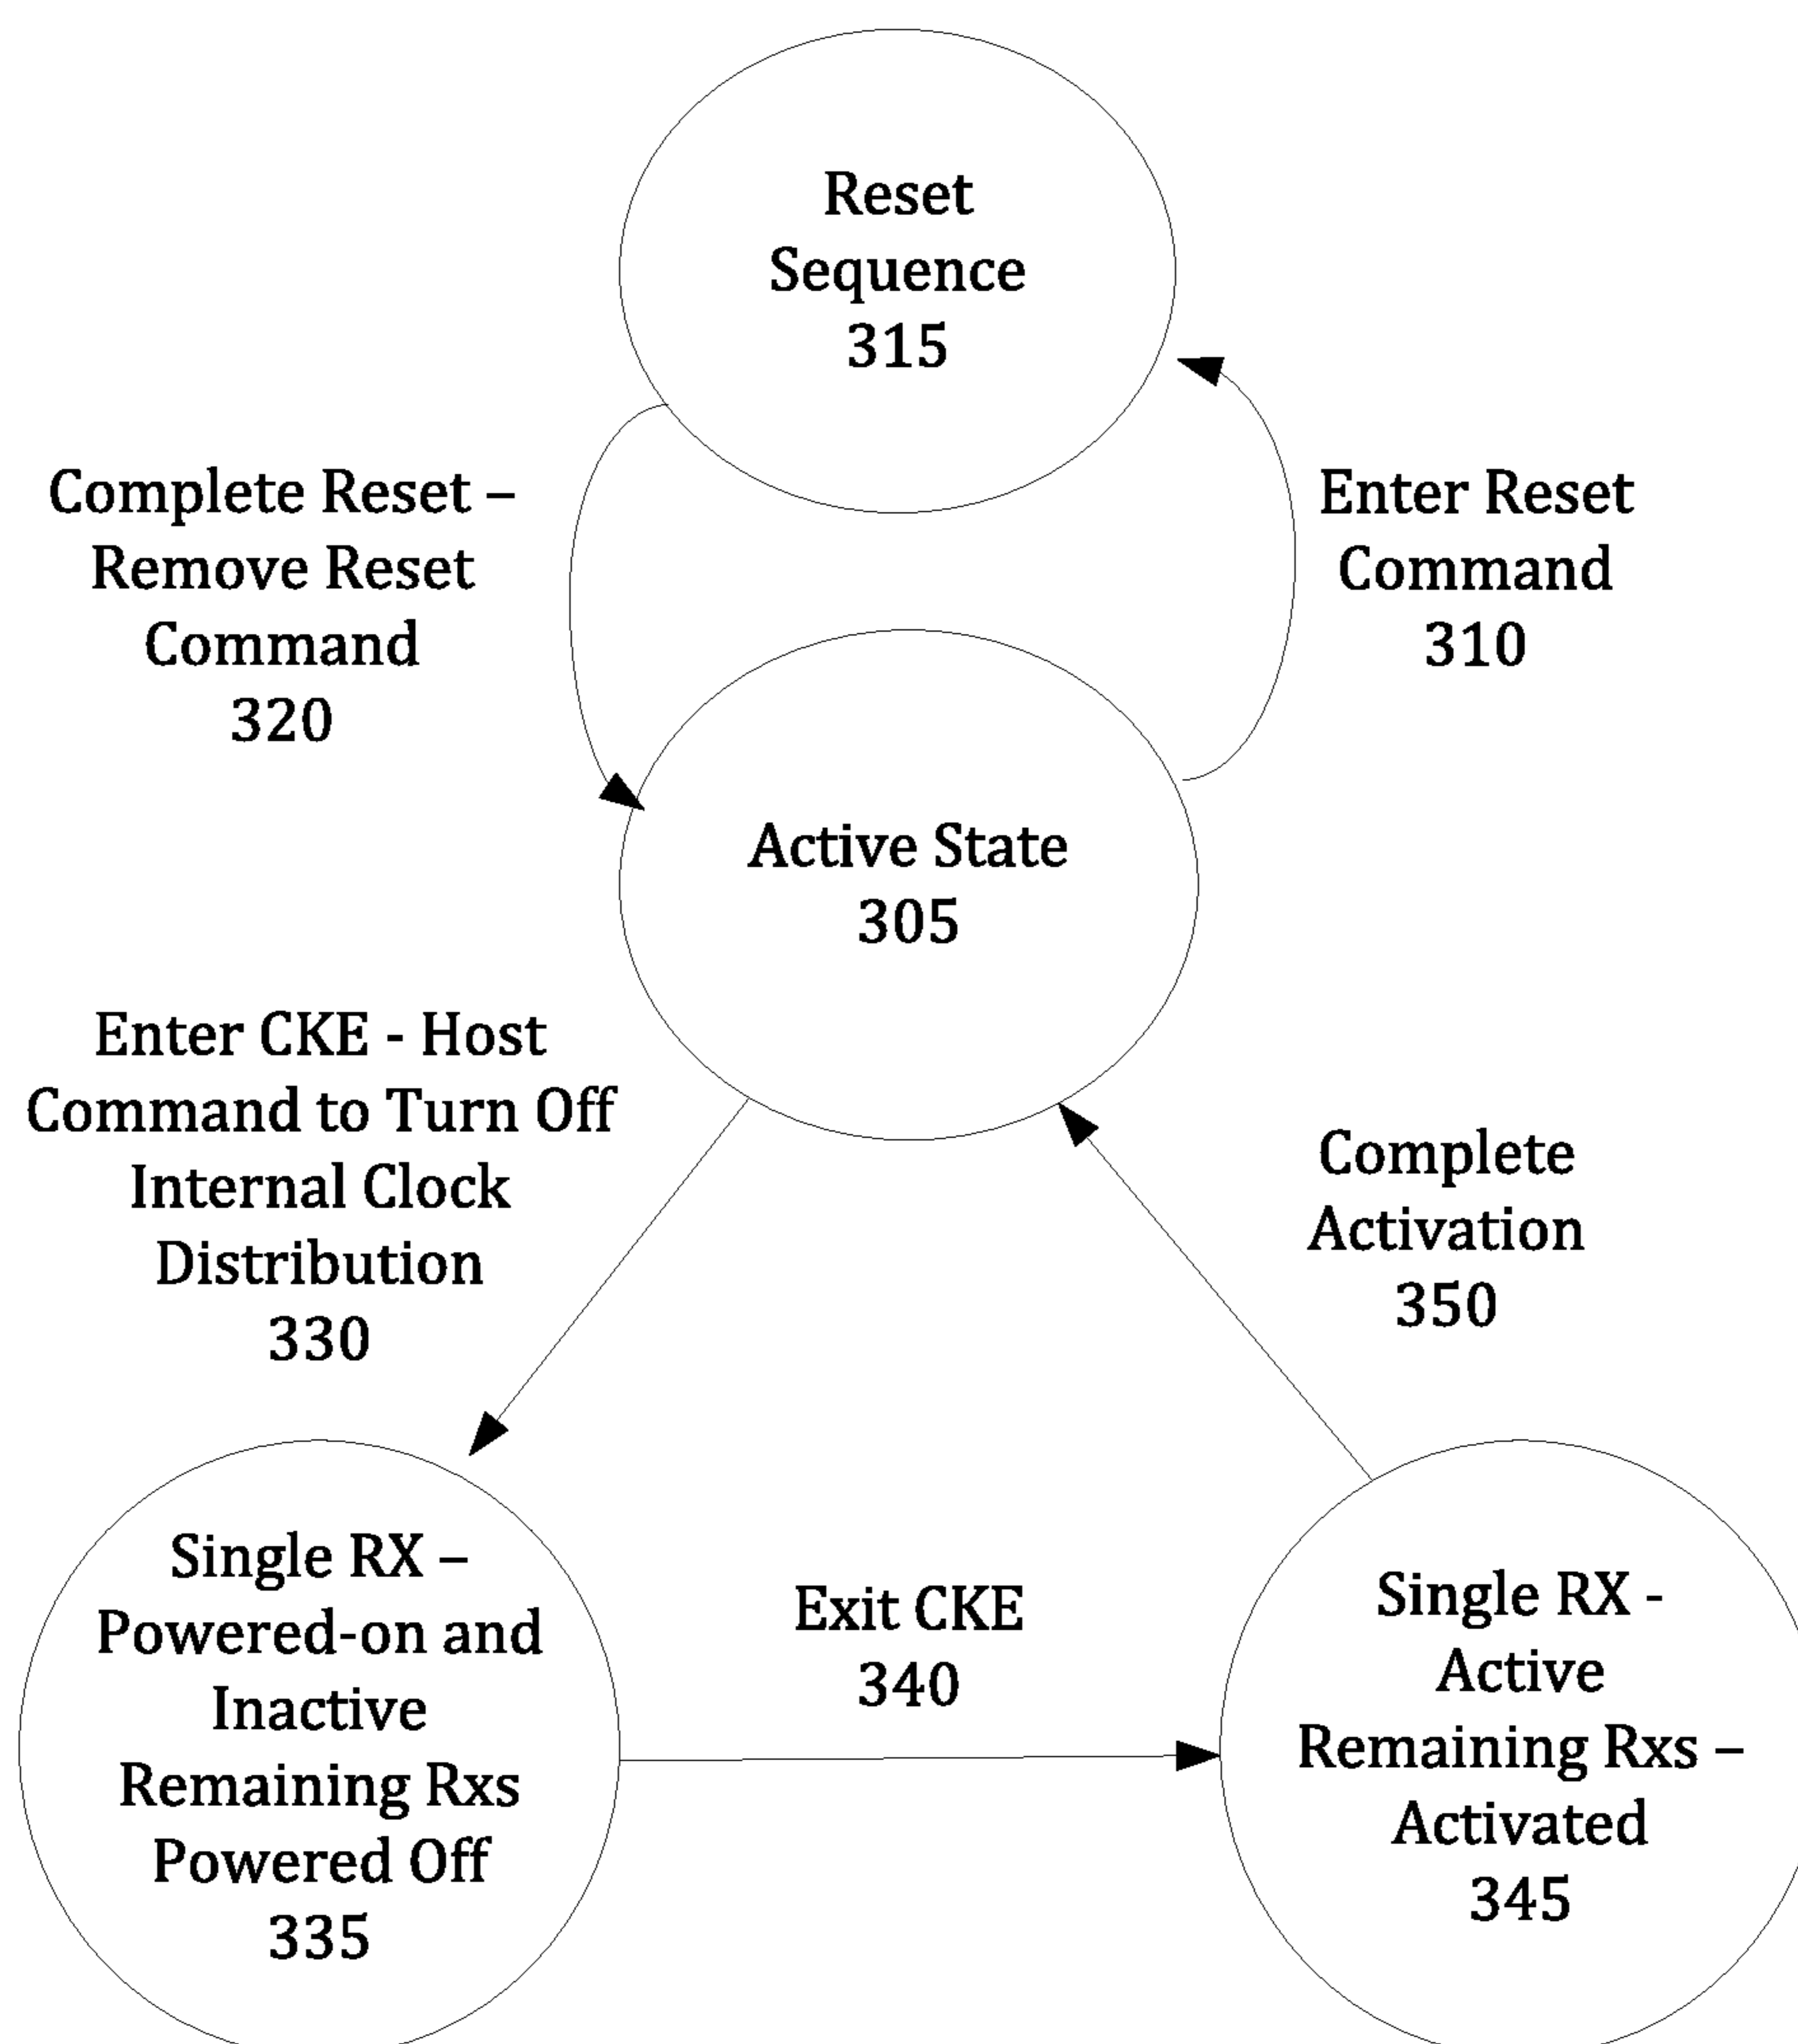 Reset
Sequence
315
Complete Reset –
Remove Reset
Command
320
Enter Reset
Command
310
Active State
305
Enter CKE - Host
Command to Turn Off
Internal Clock
Distribution
330
Complete
Activation
350
Single RX –
Powered-on and
Inactive
Remaining Rxs
Powered Off
335
Exit CKE
340
Single RX -
Active
Remaining Rxs –
Activated
345